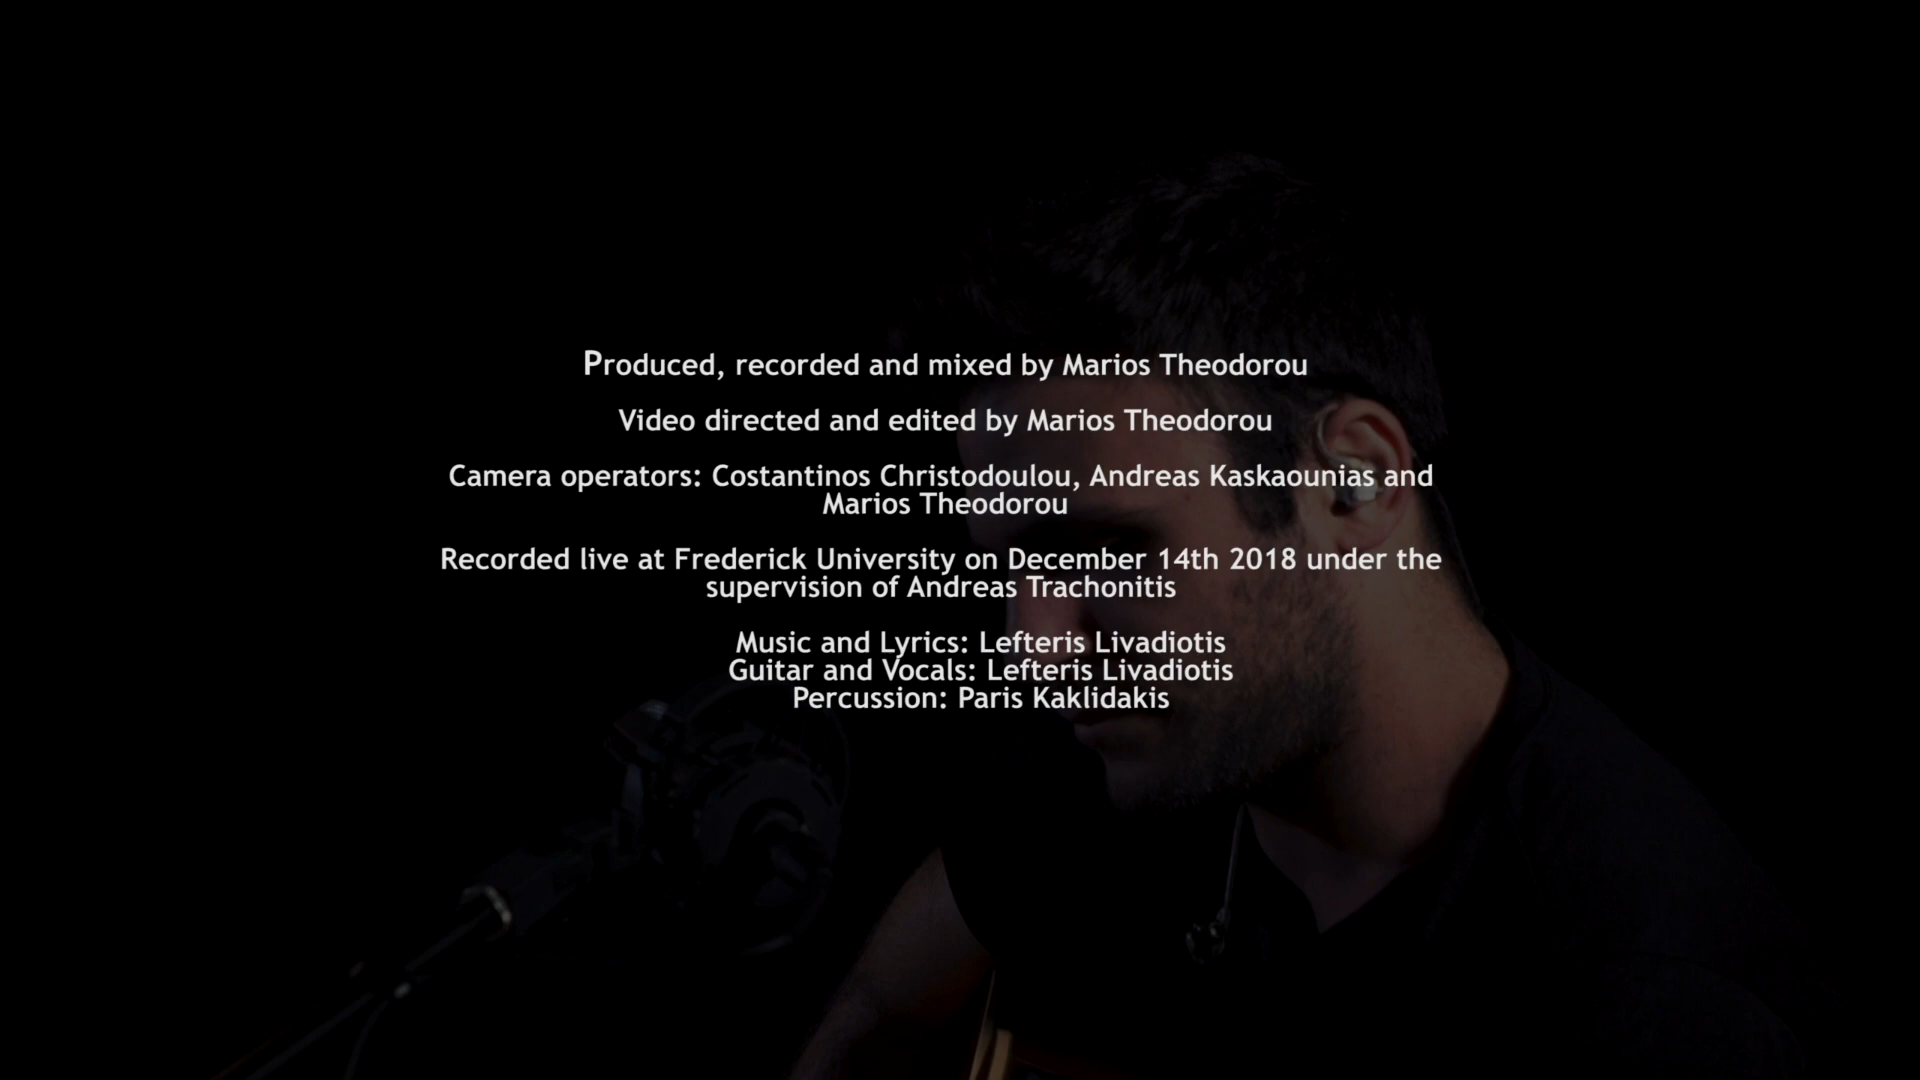 Produced, recorded and mixed by Marios Theodorou
Video directed and edited by Marios Theodorou
Camera operators: Costantinos Christodoulou, Andreas Kaskaounias and
Marios Theodorou
Recorded live at Frederick University on December 14th 2018 under the
supervision of Andreas Trachonitis
Music and Lyrics: Lefteris Livadiotis
Guitar and Vocals: Lefteris Livadiotis
Percussion: Paris Kaklidakis